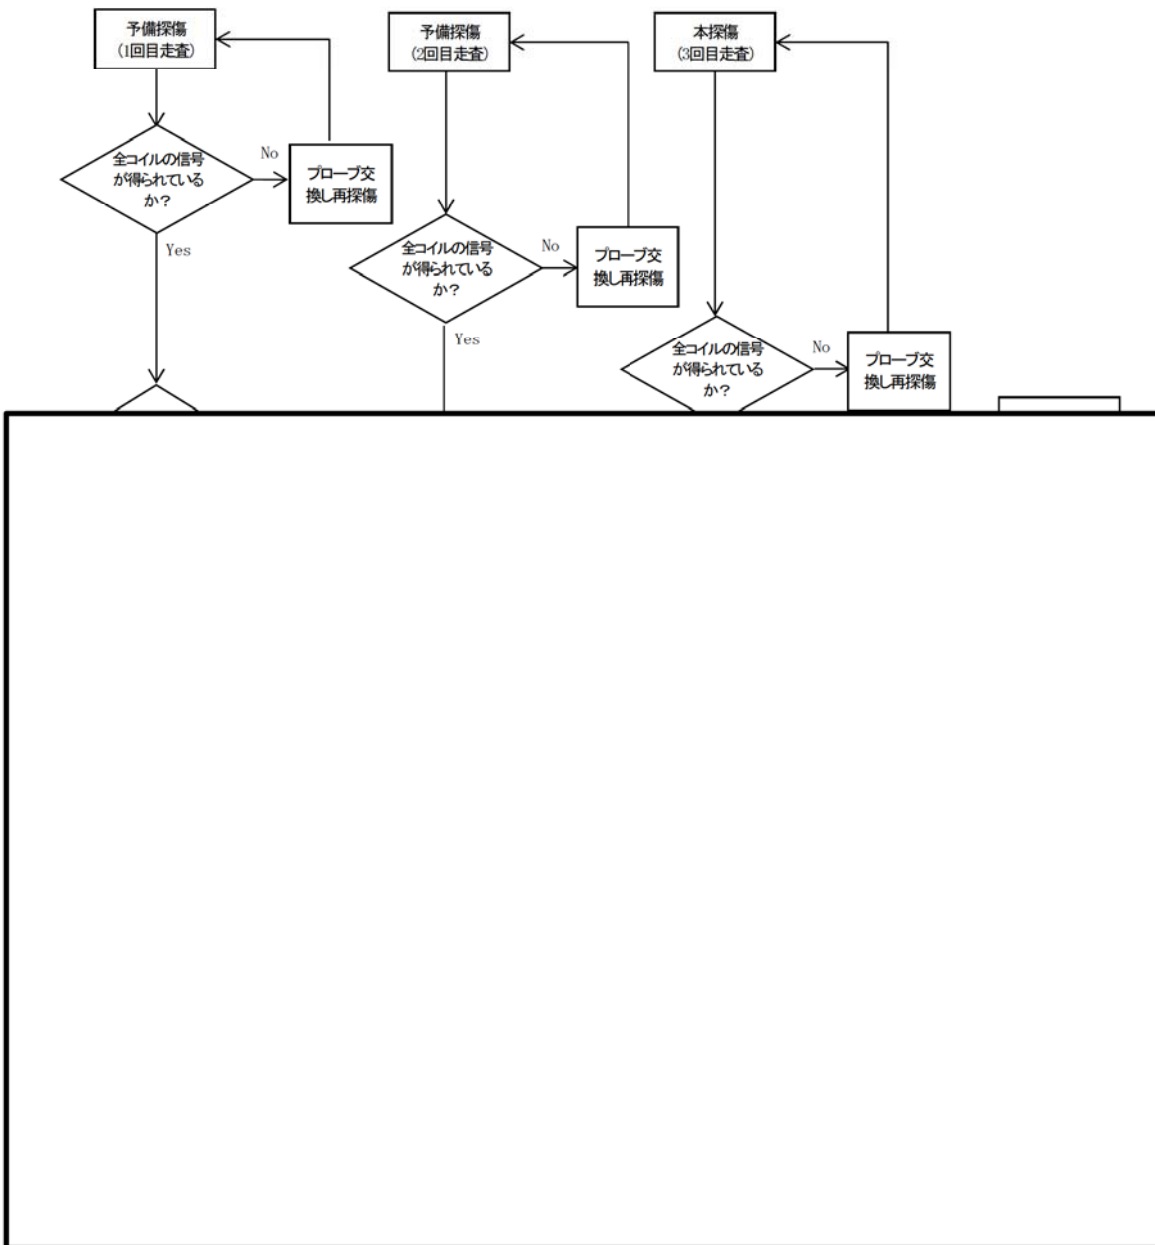 予備探傷
(1回目走査)
全コイルの信号
が得られている
か?
No
プローブ交
換し再探傷
Yes
予備探傷
(2回目走査)
全コイルの信号
が得られている
か?
No
プローブ交
換し再探傷
Yes
本探傷
(3回目走査)
全コイルの信号
が得られている
か?
No
プローブ交
換し再探傷